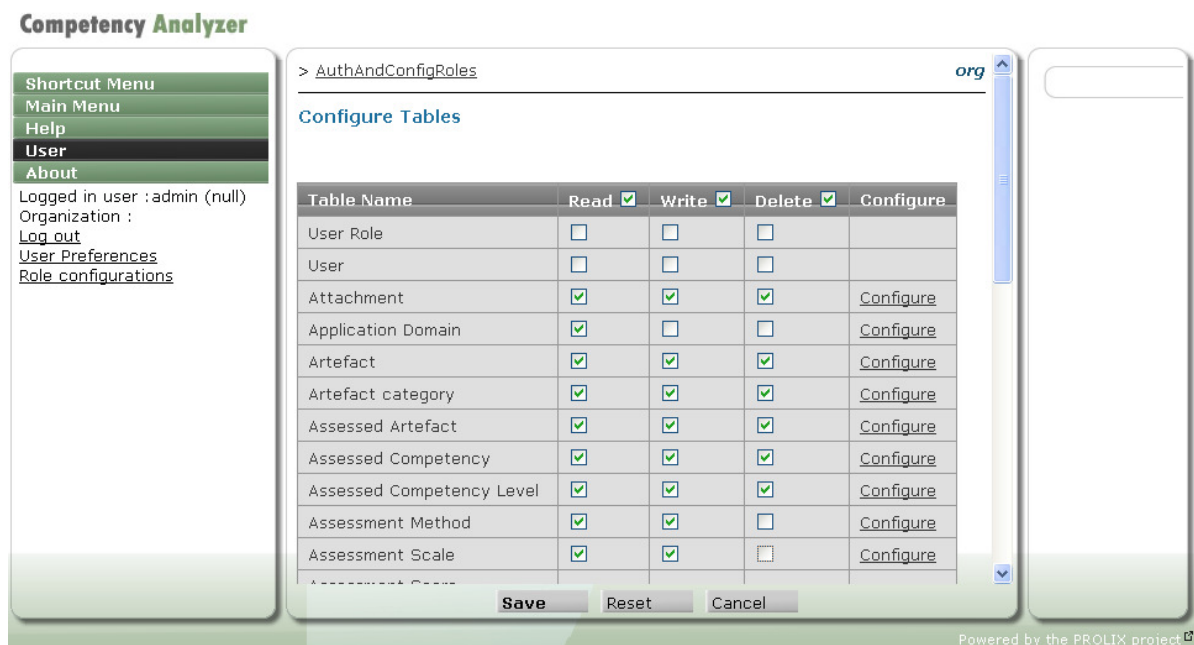 Competency Analyzer
Shortcut Menu
Main Menu
Help
User
About
Logged in user :admin (null)
Organization :
Log out
User Preferences
Role configurations
> AuthAndConfigRoles org
Configure Tables
Table Name Read Write Delete Configure
User Role
User
Attachment Configure
Application Domain Configure
Artefact Configure
Artefact category Configure
Assessed Artefact Configure
Assessed Competency Configure
Assessed Competency Level Configure
Assessment Method Configure
Assessment Scale Configure
Save Reset Cancel
Powered by the PROLIX project